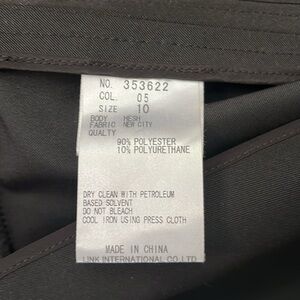 NO. 353622
COL. 05
SIZE 10
BODY MESH
FABRIC NEW CITY
QUALTY
90% POLYESTER
10% POLYURETHANE
DRY CLEAN WITH PETROLEUM
BASED SOLVENT
DO NOT BLEACH
COOL IRON USING PRESS CLOTH
MADE IN CHINA
LINK INTERNATIONAL CO.LTD